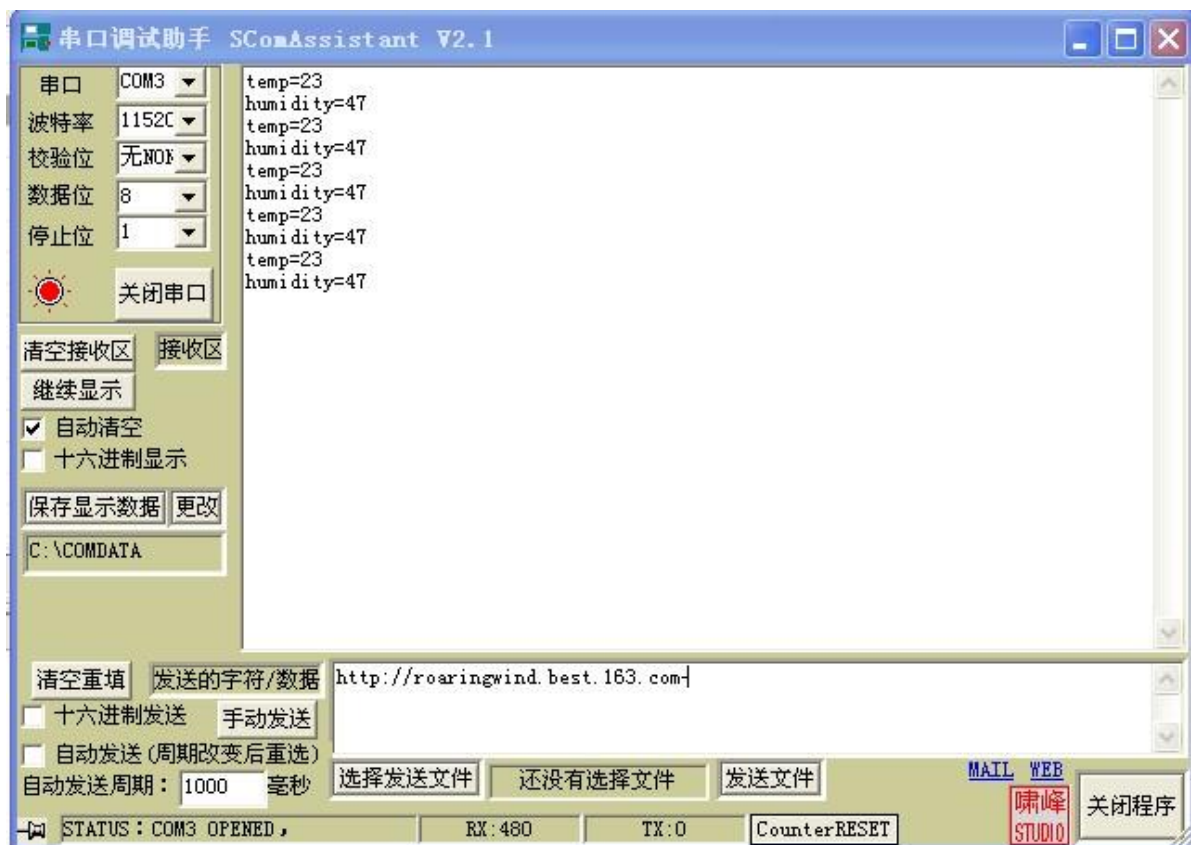 串口调试助手 SComAssistant V2.1
串口 COM3
波特率 11520
校验位 无NON
数据位 8
停止位 1
关闭串口
清空接收区 接收区
继续显示
自动清空
十六进制显示
保存显示数据 更改
C:\COMDATA
temp=23
humidity=47
temp=23
humidity=47
temp=23
humidity=47
temp=23
humidity=47
temp=23
humidity=47
清空重填 发送的字符/数据 http://roaringwind.best.163.com
十六进制发送 手动发送
自动发送(周期改变后重选)
自动发送周期: 1000 毫秒 选择发送文件 还没有选择文件 发送文件
MAIL WEB
啸峰
STUDIO
关闭程序
STATUS:COM3 OPENED, RX:480 TX:0 CounterRESET